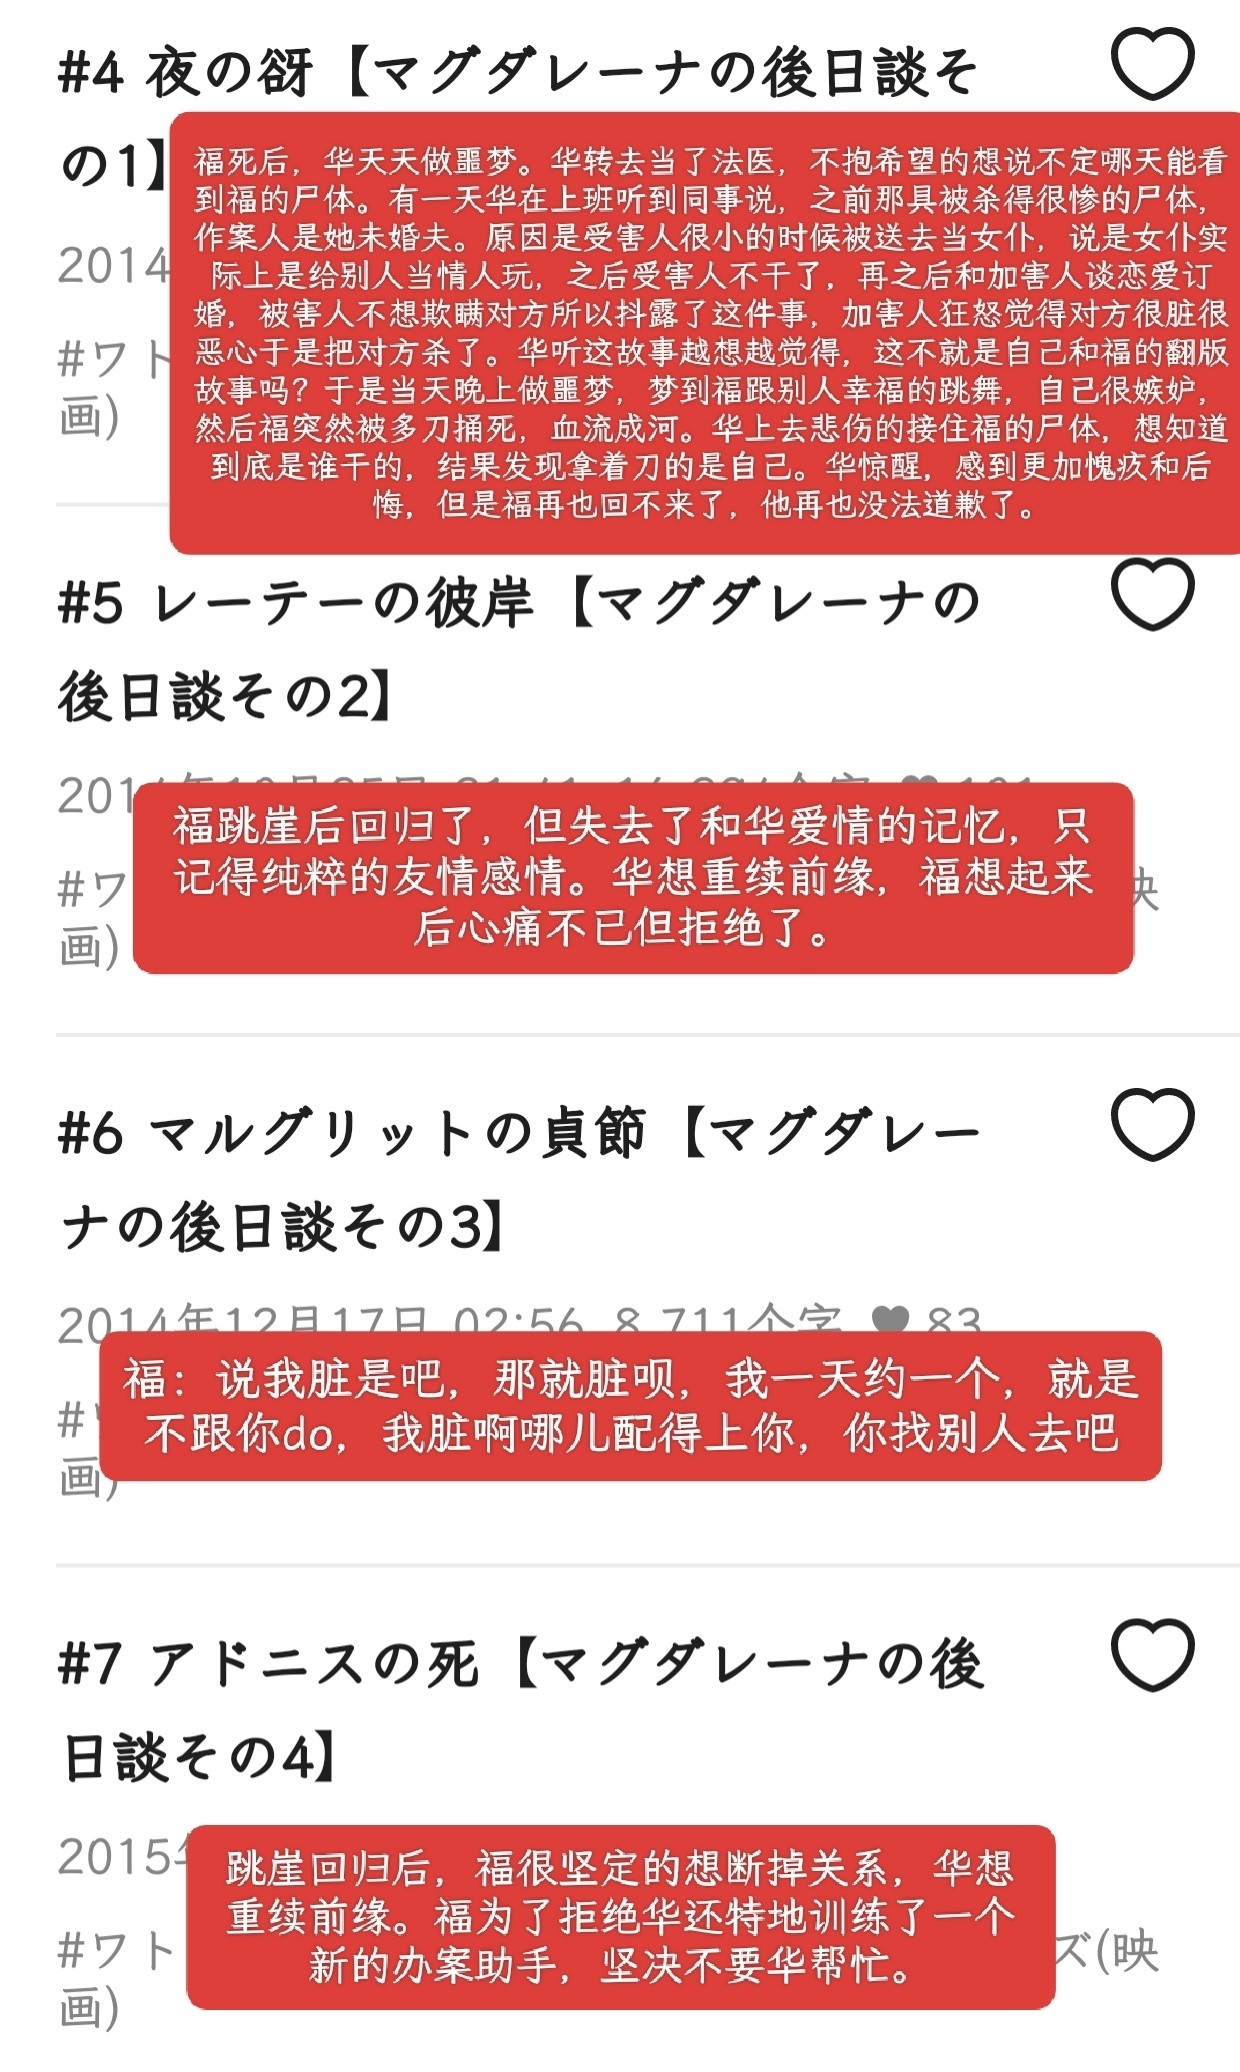 #4 夜の谺【マグダレーナの後日談そ
の1】
福死后，华天天做噩梦。华转去当了法医，不抱希望的想说不定哪天能看
到福的尸体。有一天华在上班听到同事说，之前那具被杀得很惨的尸体，
作案人是她未婚夫。原因是受害人很小的时候被送去当女仆，说是女仆实
际上是给别人当情人玩，之后受害人不干了，再之后和加害人谈恋爱订
婚，被害人不想欺瞒对方所以抖露了这件事，加害人狂怒觉得对方很脏很
恶心于是把对方杀了。华听这故事越想越觉得，这不就是自己和福的翻版
故事吗？于是当天晚上做噩梦，梦到福跟别人幸福的跳舞，自己很嫉妒，
然后福突然被多刀捅死，血流成河。华上去悲伤的接住福的尸体，想知道
到底是谁干的，结果发现拿着刀的是自己。华惊醒，感到更加愧疚和后
悔，但是福再也回不来了，他再也没法道歉了。
2014
#ワト
画)
#5 レーテーの彼岸【マグダレーナの
後日談その2】
201
福跳崖后回归了，但失去了和华爱情的记忆，只
记得纯粹的友情感情。华想重续前缘，福想起来
后心痛不已但拒绝了。
#ワ
映
画)
#6 マルグリットの貞節【マグダレー
ナの後日談その3】
2014年12月17日 02:56 8,711个字 83
福：说我脏是吧，那就脏呗，我一天约一个，就是
不跟你do，我脏啊哪儿配得上你，你找别人去吧
#
画)
#7 アドニスの死【マグダレーナの後
日談その4】
2015
跳崖回归后，福很坚定的想断掉关系，华想
重续前缘。福为了拒绝华还特地训练了一个
新的办案助手，坚决不要华帮忙。
#ワト
ズ(映
画)